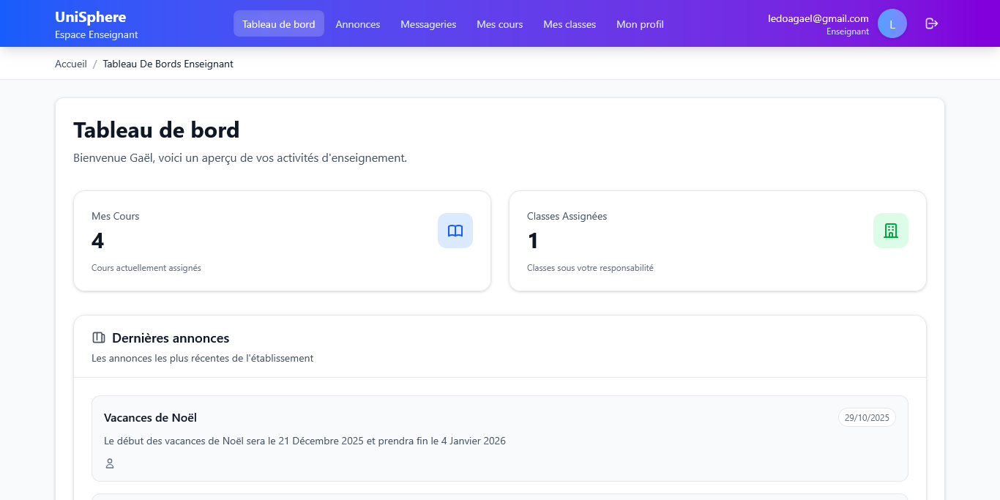 UniSphere
Espace Enseignant
Tableau de bord
Annonces
Messageries
Mes cours
Mes classes
Mon profil
ledoagael@gmail.com
Enseignant
L
Accueil / Tableau De Bords Enseignant
Tableau de bord
Bienvenue Gaël, voici un aperçu de vos activités d'enseignement.
Mes Cours
4
Cours actuellement assignés
Classes Assignées
1
Classes sous votre responsabilité
Dernières annonces
Les annonces les plus récentes de l'établissement
Vacances de Noël
29/10/2025
Le début des vacances de Noël sera le 21 Décembre 2025 et prendra fin le 4 Janvier 2026